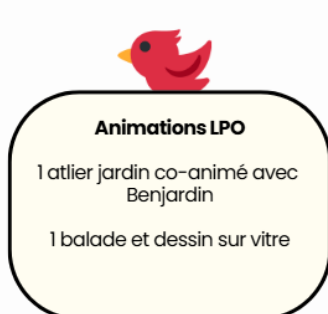 Animations LPO
1 atlier jardin co-animé avec
Benjardin
1 balade et dessin sur vitre